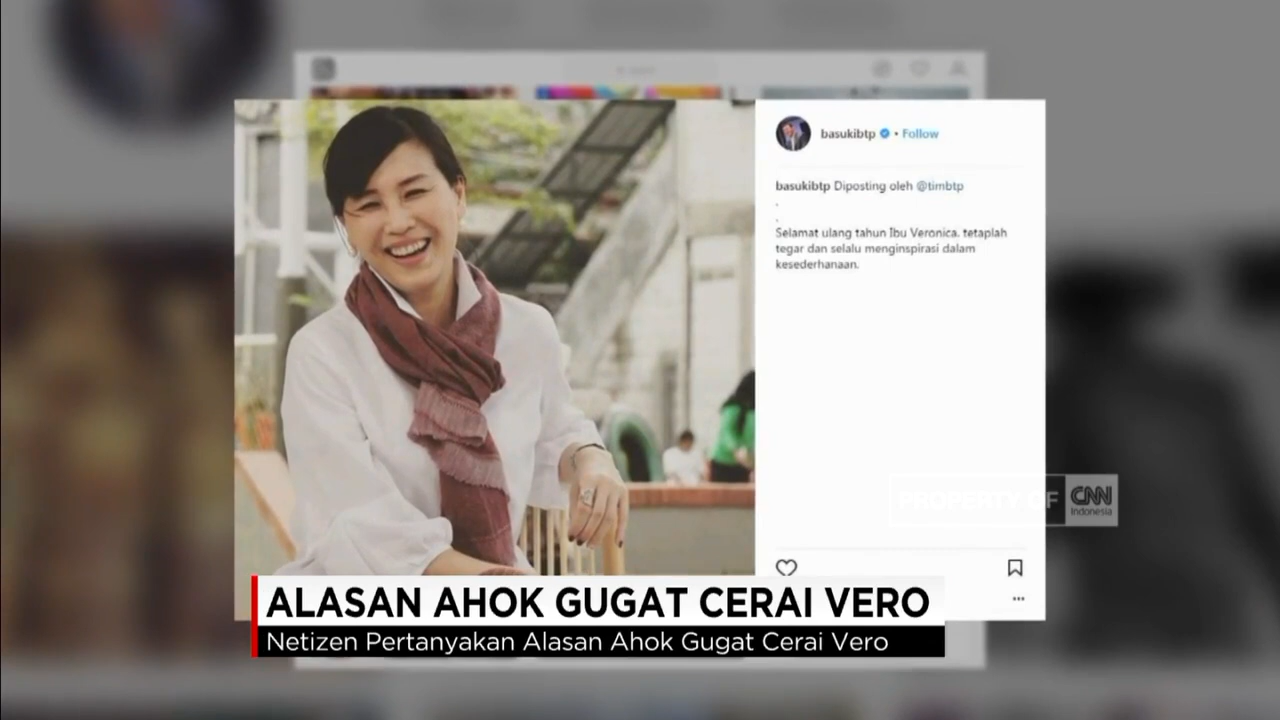 basukibtp • Follow
basukibtp Diposting oleh @timbtp
.
.
Selamat ulang tahun Ibu Veronica. tetaplah
tegar dan selalu menginspirasi dalam
kesederhanaan.
PROPERTY OF CNN
Indonesia
ALASAN AHOK GUGAT CERAI VERO
Netizen Pertanyakan Alasan Ahok Gugat Cerai Vero